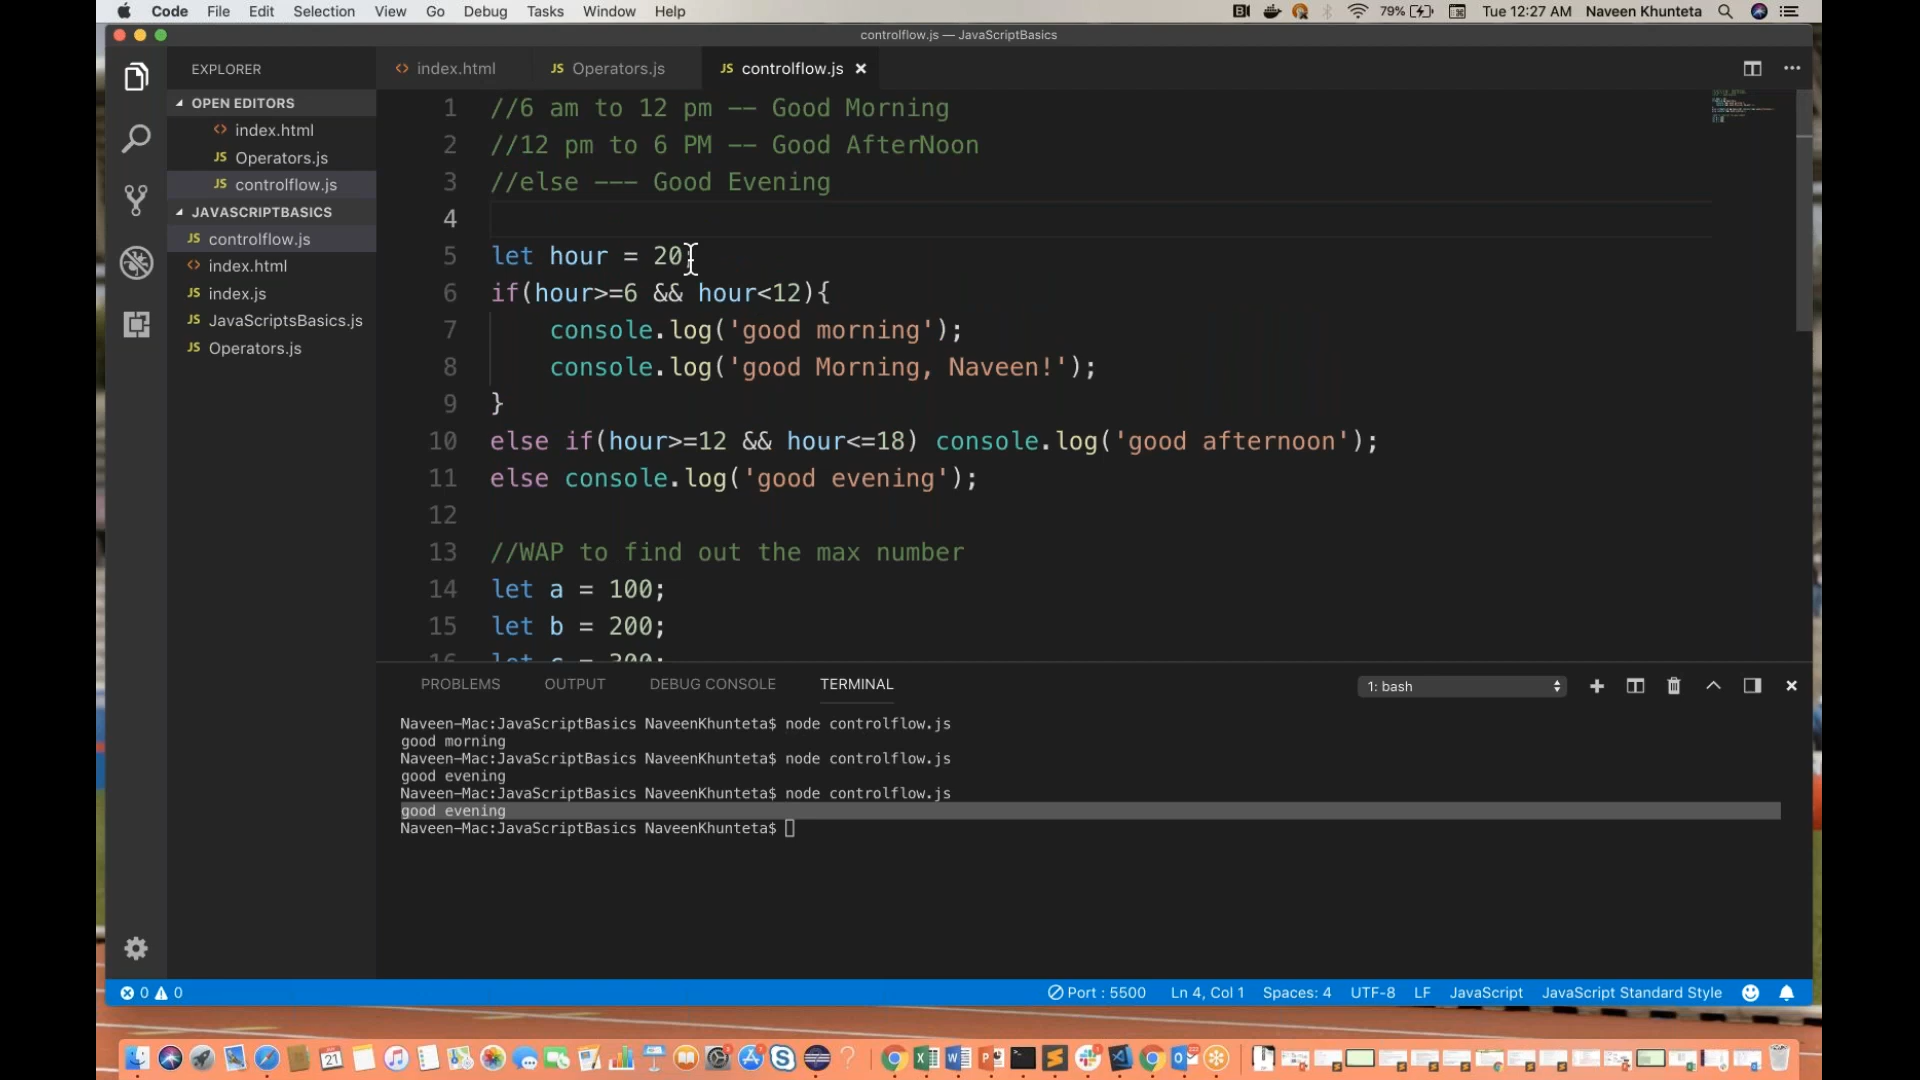 Code File Edit Selection View Go Debug Tasks Window Help 79% Tue 12:27 AM Naveen Khunteta
controlflow.js — JavaScriptBasics
EXPLORER
<> index.html JS Operators.js JS controlflow.js ×
OPEN EDITORS
<> index.html
JS Operators.js
JS controlflow.js
JAVASCRIPTBASICS
JS controlflow.js
<> index.html
JS index.js
JS JavaScriptsBasics.js
JS Operators.js
1 //6 am to 12 pm -- Good Morning
2 //12 pm to 6 PM -- Good AfterNoon
3 //else --- Good Evening
4
5 let hour = 20;
6 if(hour>=6 && hour<12){
7 console.log('good morning');
8 console.log('good Morning, Naveen!');
9 }
10 else if(hour>=12 && hour<=18) console.log('good afternoon');
11 else console.log('good evening');
12
13 //WAP to find out the max number
14 let a = 100;
15 let b = 200;
16 let c = 300;
PROBLEMS OUTPUT DEBUG CONSOLE TERMINAL 1: bash
Naveen-Mac:JavaScriptBasics NaveenKhunteta$ node controlflow.js
good morning
Naveen-Mac:JavaScriptBasics NaveenKhunteta$ node controlflow.js
good evening
Naveen-Mac:JavaScriptBasics NaveenKhunteta$ node controlflow.js
good evening
Naveen-Mac:JavaScriptBasics NaveenKhunteta$
0 0 Port : 5500 Ln 4, Col 1 Spaces: 4 UTF-8 LF JavaScript JavaScript Standard Style